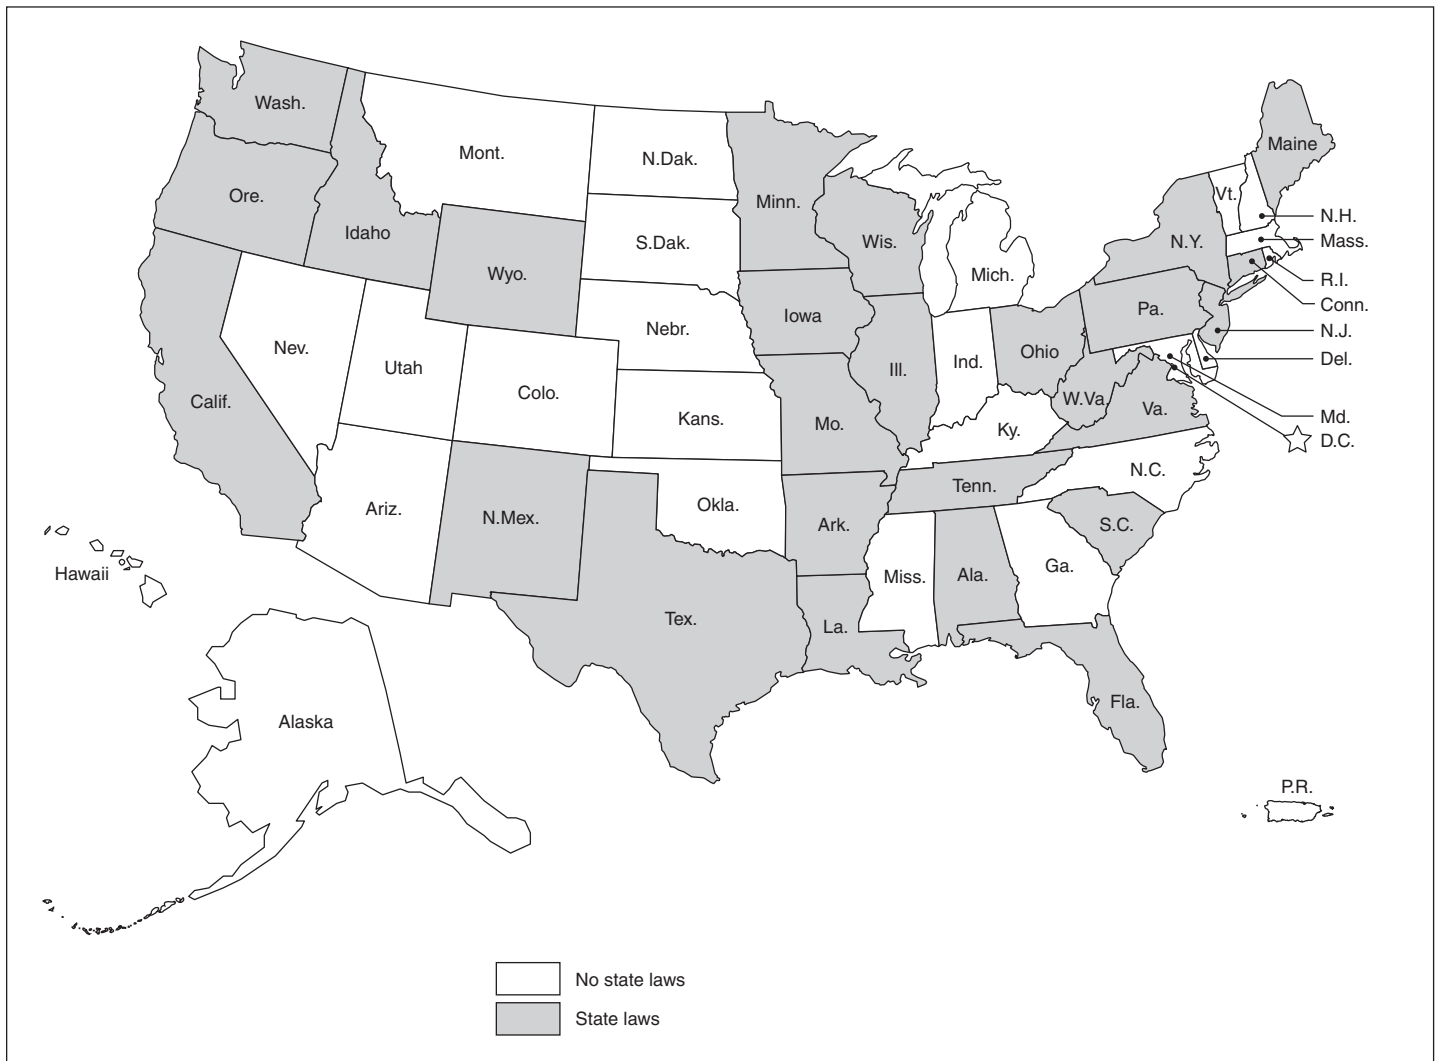 Wash.
Maine
Mont.
N.Dak.
Ore.
Vt.
Minn.
N.H.
Idaho
S.Dak.
Wis.
N.Y.
Mass.
Wyo.
Mich.
R.I.
Conn.
Iowa
Pa.
Nebr.
N.J.
Nev.
Ohio
Del.
Utah
Ill.
Ind.
Colo.
Calif.
W.Va.
Va.
Kans.
Mo.
Md.
Ky.
D.C.
N.C.
Tenn.
Okla.
Ariz.
N.Mex.
Ark.
S.C.
Hawaii
Miss.
Ala.
Ga.
Tex.
La.
Fla.
Alaska
P.R.
No state laws
State laws